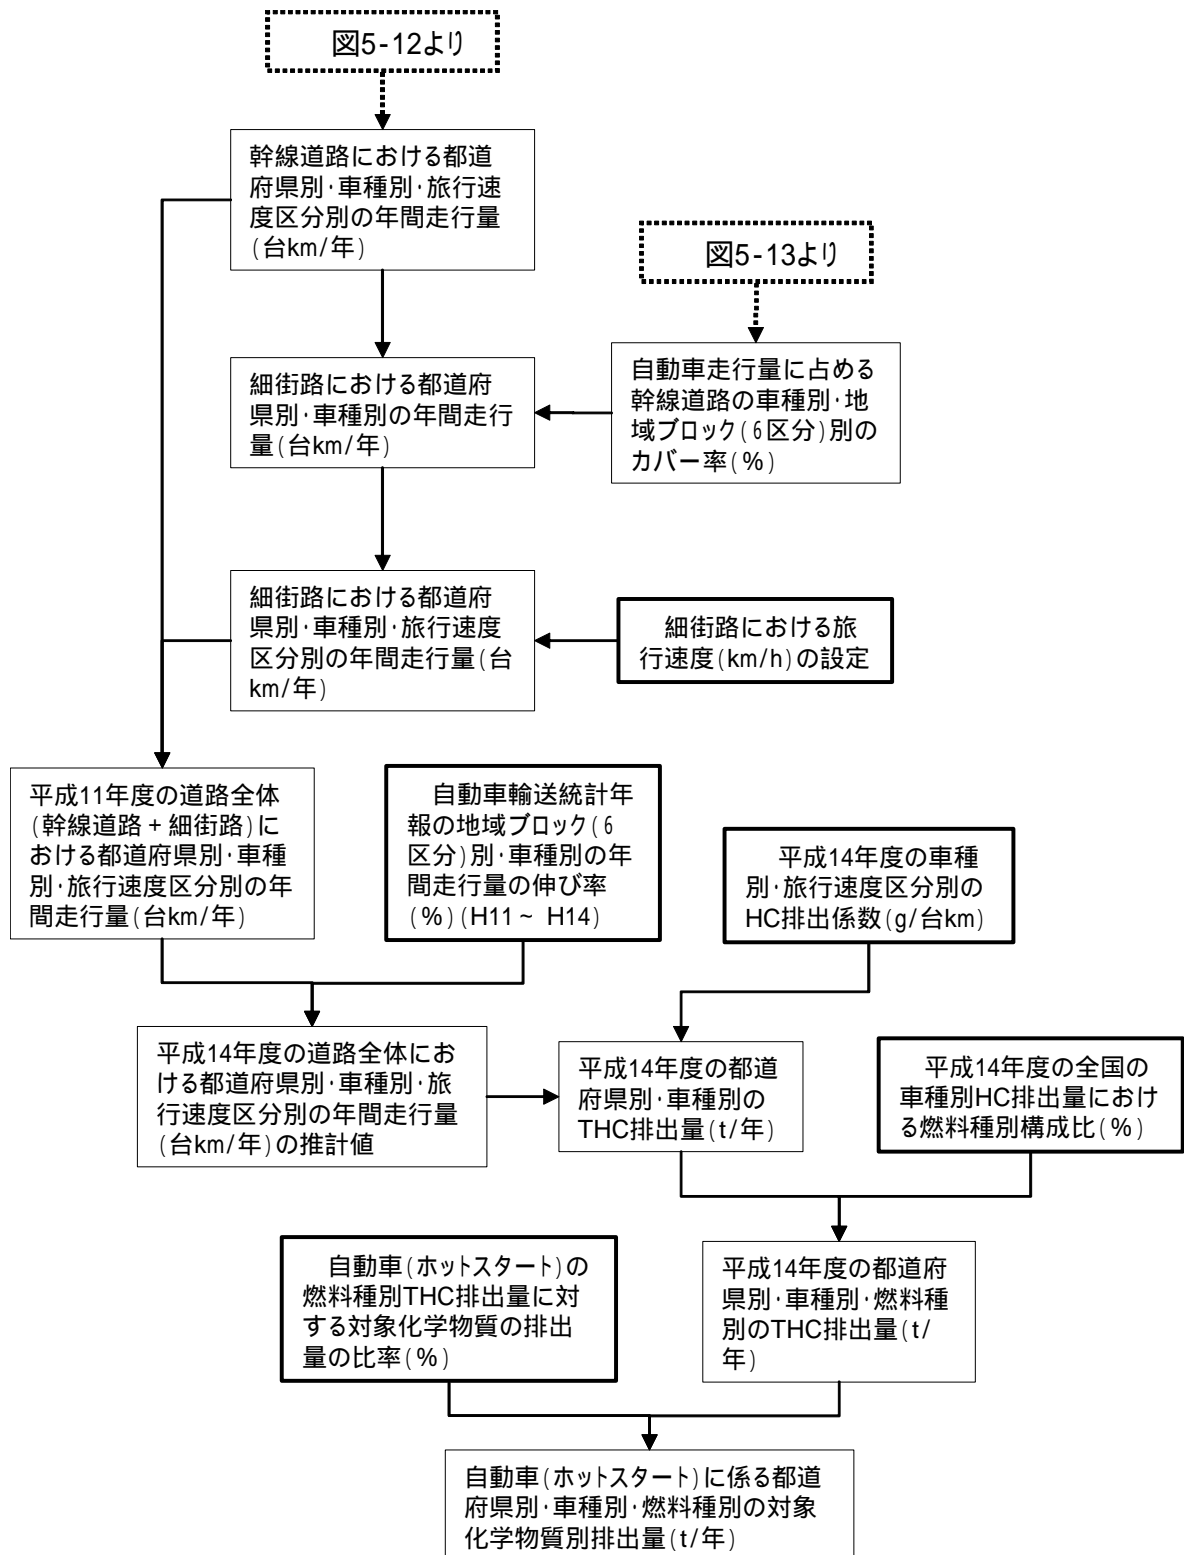 図5-12より
幹線道路における都道
府県別･車種別･旅行速
度区分別の年間走行量
(台km/年)
図5-13より
細街路における都道府
県別･車種別の年間走行
量(台km/年)
自動車走行量に占める
幹線道路の車種別･地
域ブロック(6区分)別の
カバー率(%)
細街路における都道府
県別･車種別･旅行速度
区分別の年間走行量(台
km/年)
細街路における旅
行速度(km/h)の設定
平成11年度の道路全体
(幹線道路+細街路)に
おける都道府県別･車種
別･旅行速度区分別の年
間走行量(台km/年)
自動車輸送統計年
報の地域ブロック(6
区分)別･車種別の年
間走行量の伸び率
(%)(H11~ H14)
平成14年度の車種
別･旅行速度区分別の
HC排出係数(g/台km)
平成14年度の道路全体にお
ける都道府県別･車種別･旅
行速度区分別の年間走行量
(台km/年)の推計値
平成14年度の都道
府県別･車種別の
THC排出量(t/年)
平成14年度の全国の
車種別HC排出量におけ
る燃料種別構成比(%)
自動車(ホットスタート)の
燃料種別THC排出量に対
する対象化学物質の排出
量の比率(%)
平成14年度の都道府
県別･車種別･燃料種
別のTHC排出量(t/
年)
自動車(ホットスタート)に係る都道
府県別･車種別･燃料種別の対象
化学物質別排出量(t/年)